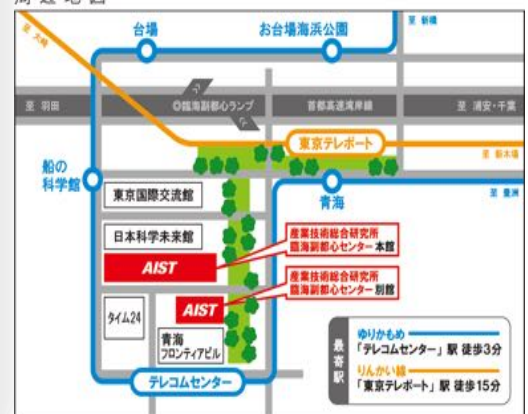 周辺地図
至 大崎
台場
お台場海浜公園
至 新橋
至 羽田
臨海副都心ランプ
首都高速湾岸線
至 浦安・千葉
東京テレポート
至 新木場
船の
科学館
青海
至 豊洲
東京国際交流館
日本科学未来館
産業技術総合研究所
臨海副都心センター 本館
AIST
産業技術総合研究所
臨海副都心センター 別館
AIST
タイム24
青海
フロンティアビル
テレコムセンター
最寄駅
ゆりかもめ
「テレコムセンター」駅 徒歩3分
りんかい線
「東京テレポート」駅 徒歩15分